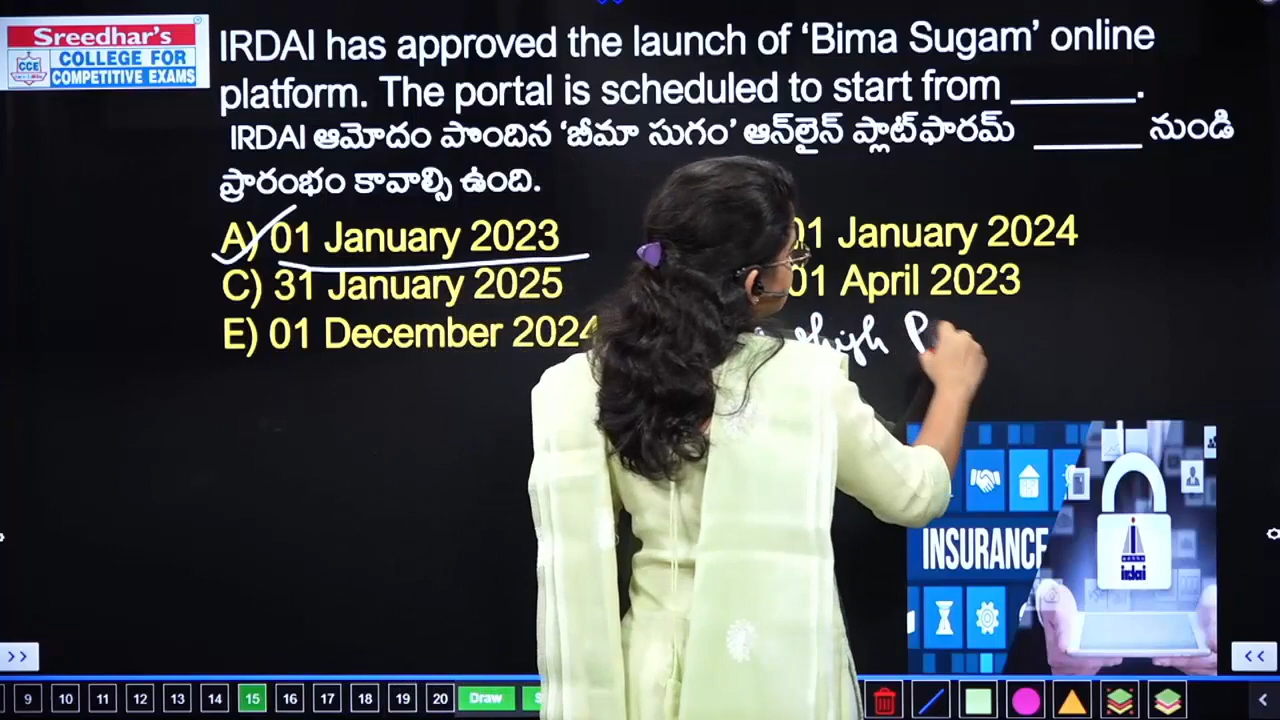 Sreedhar's
CCE
COLLEGE FOR
COMPETITIVE EXAMS
IRDAI has approved the launch of ‘Bima Sugam’ online
platform. The portal is scheduled to start from ______.
IRDAI ఆమోదం పొందిన ‘బీమా సుగం’ ఆన్‌లైన్ ప్లాట్‌ఫారమ్ ______ నుండి
ప్రారంభం కావాల్సి ఉంది.
A) 01 January 2023
01 January 2024
C) 31 January 2025
01 April 2023
E) 01 December 2024
P
INSURANCE
irdai
>>
<<
9 10 11 12 13 14 15 16 17 18 19 20 Draw